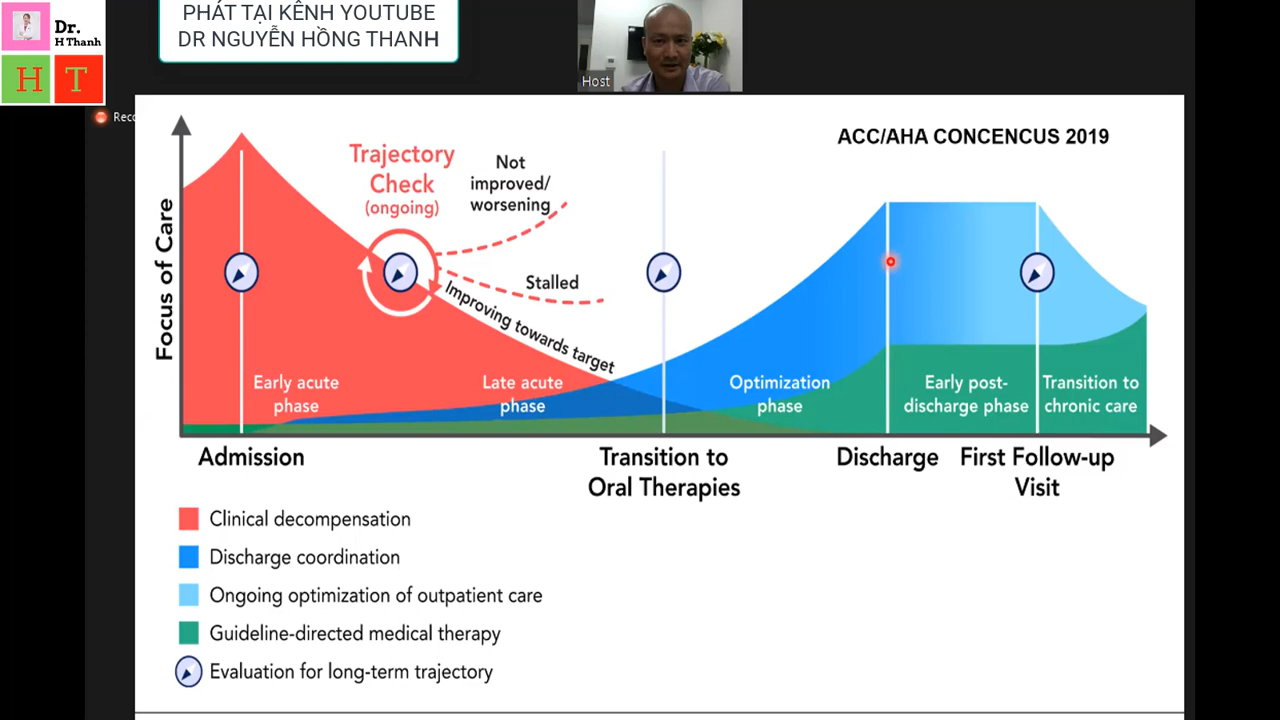 PHÁT TẠI KÊNH YOUTUBE
DR NGUYỄN HỒNG THANH
Dr.
H Thanh
H T
Host
Reco
ACC/AHA CONCENCUS 2019
Trajectory
Check
(ongoing)
Not
improved/
worsening
Stalled
Improving towards target
Focus of Care
Early acute
phase
Late acute
phase
Optimization
phase
Early post-
discharge phase
Transition to
chronic care
Admission
Transition to
Oral Therapies
Discharge
First Follow-up
Visit
Clinical decompensation
Discharge coordination
Ongoing optimization of outpatient care
Guideline-directed medical therapy
Evaluation for long-term trajectory